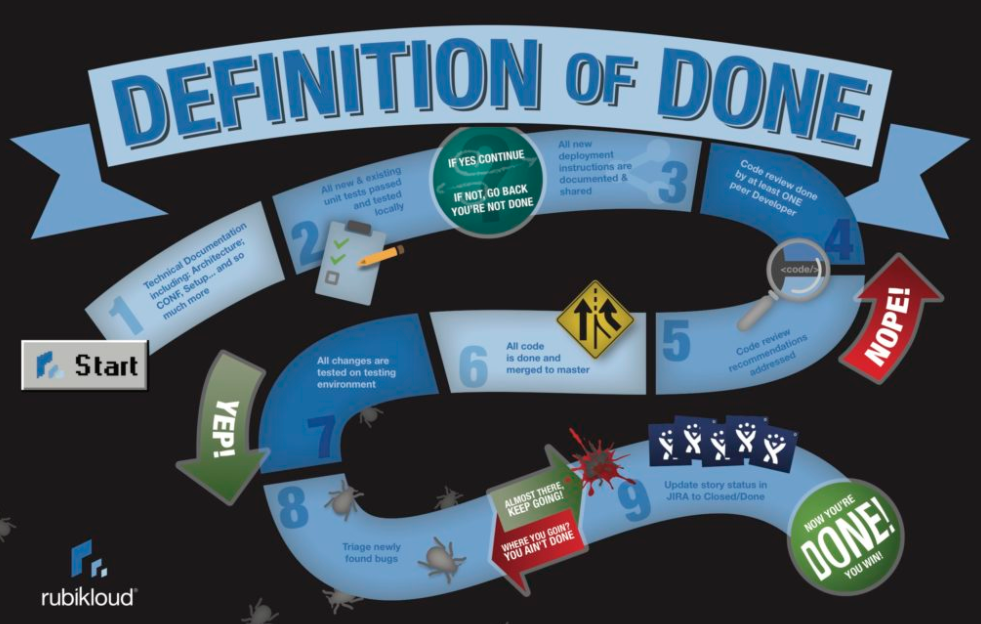 DEFINITION OF DONE
Start
1
Technical Documentation
including: Architecture;
CONF, Setup... and so
much more
2
All new & existing
unit tests passed
and tested
locally
IF YES CONTINUE
IF NOT, GO BACK
YOU'RE NOT DONE
All new
deployment
instructions are
documented &
shared
3
Code review done
by at least ONE
peer Developer
4
<code/>
NOPE!
5
Code review
recommendations
addressed
6
All code
is done and
merged to master
All changes are
tested on testing
environment
7
YEP!
8
Triage newly
found bugs
ALMOST THERE,
KEEP GOING!
WHERE YOU GOIN?
YOU AIN'T DONE
9
Update story status in
JIRA to Closed/Done
NOW YOU'RE
DONE!
YOU WIN!
rubikloud